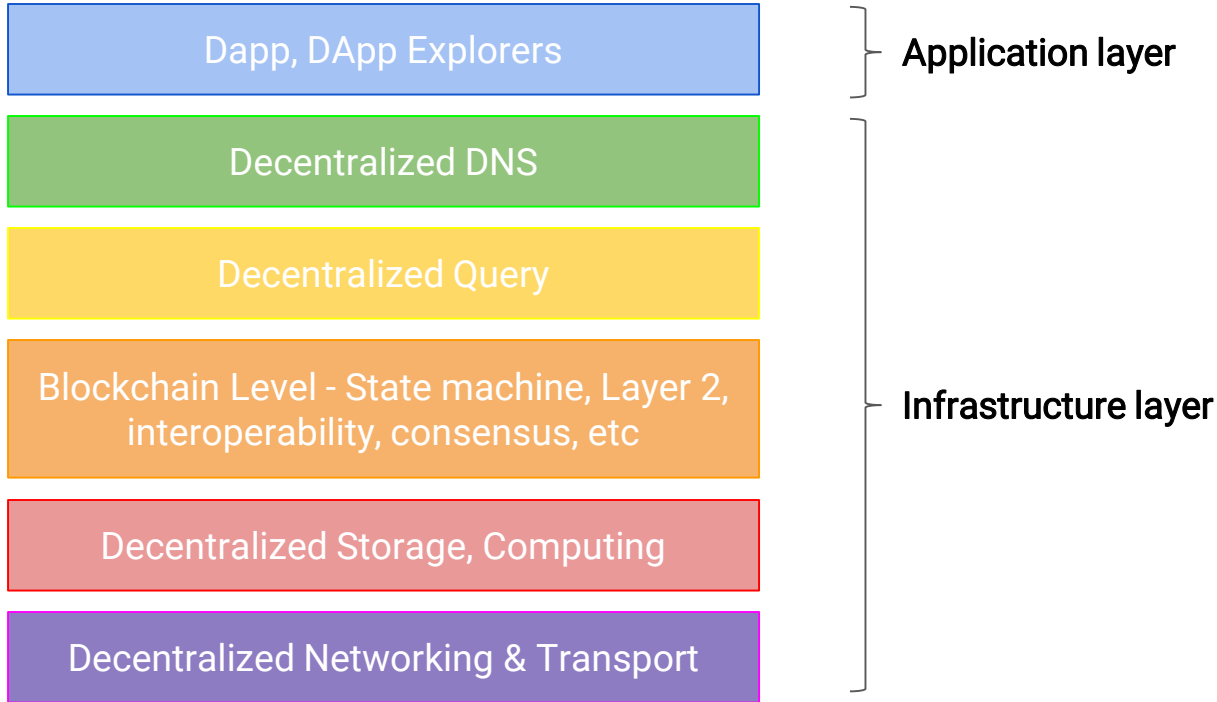 Dapp, DApp Explorers
Application layer
Decentralized DNS
Decentralized Query
Blockchain Level - State machine, Layer 2,
interoperability, consensus, etc
Infrastructure layer
Decentralized Storage, Computing
Decentralized Networking & Transport